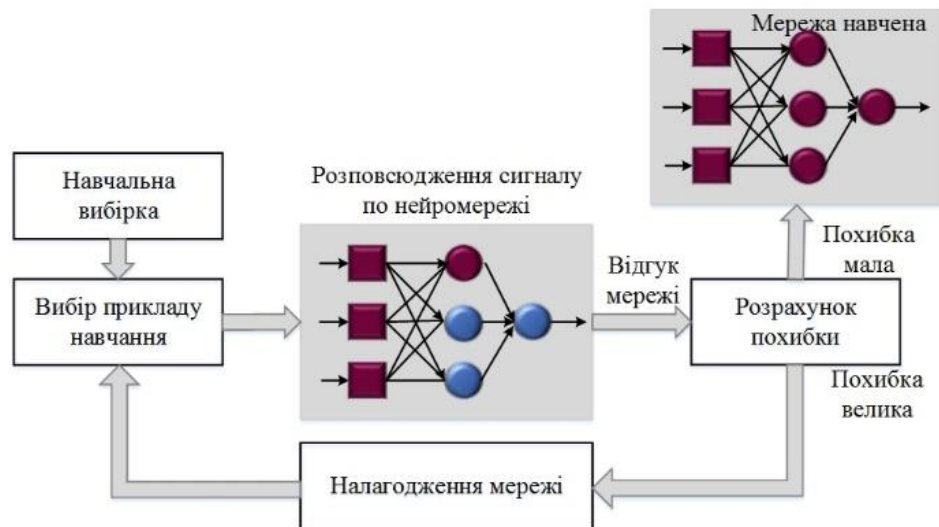 Мережа навчена
Навчальна
вибірка
Розповсюдження сигналу
по нейромережі
Вибір прикладу
навчання
Відгук
мережі
Похибка
мала
Розрахунок
похибки
Похибка
велика
Налагодження мережі